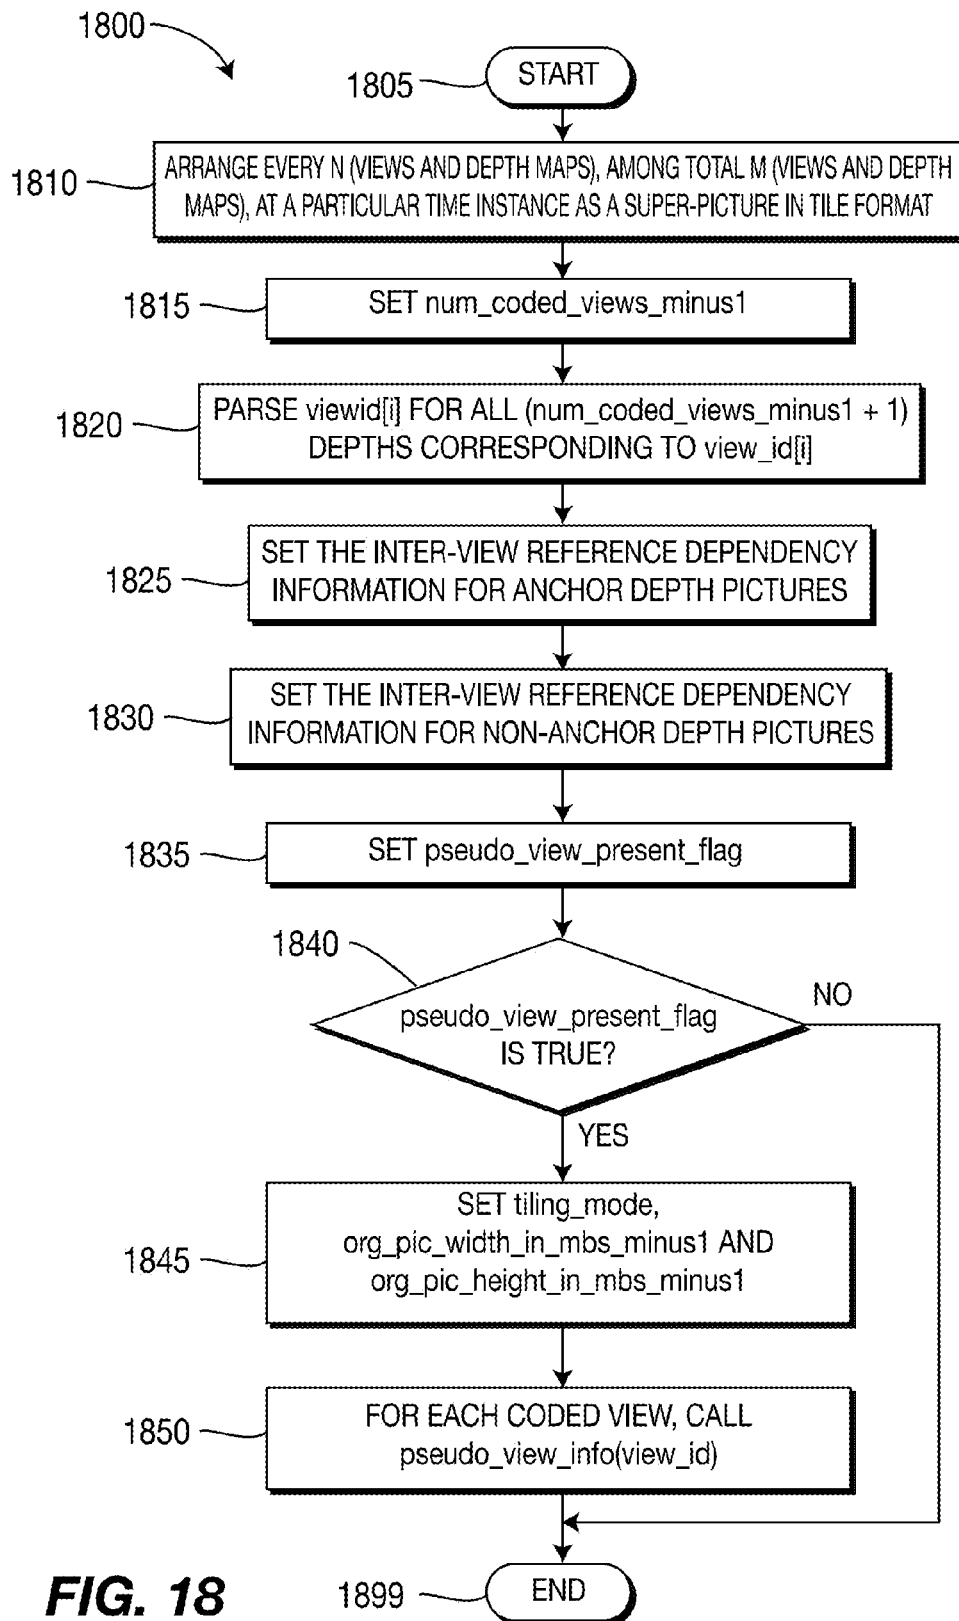 1800
1805
START
1810
ARRANGE EVERY N (VIEWS AND DEPTH MAPS), AMONG TOTAL M (VIEWS AND DEPTH
MAPS), AT A PARTICULAR TIME INSTANCE AS A SUPER-PICTURE IN TILE FORMAT
1815
SET num_coded_views_minus1
1820
PARSE viewid[i] FOR ALL (num_coded_views_minus1 + 1)
DEPTHS CORRESPONDING TO view_id[i]
1825
SET THE INTER-VIEW REFERENCE DEPENDENCY
INFORMATION FOR ANCHOR DEPTH PICTURES
1830
SET THE INTER-VIEW REFERENCE DEPENDENCY
INFORMATION FOR NON-ANCHOR DEPTH PICTURES
1835
SET pseudo_view_present_flag
1840
pseudo_view_present_flag
IS TRUE?
NO
YES
1845
SET tiling_mode,
org_pic_width_in_mbs_minus1 AND
org_pic_height_in_mbs_minus1
1850
FOR EACH CODED VIEW, CALL
pseudo_view_info(view_id)
1899
END
FIG. 18